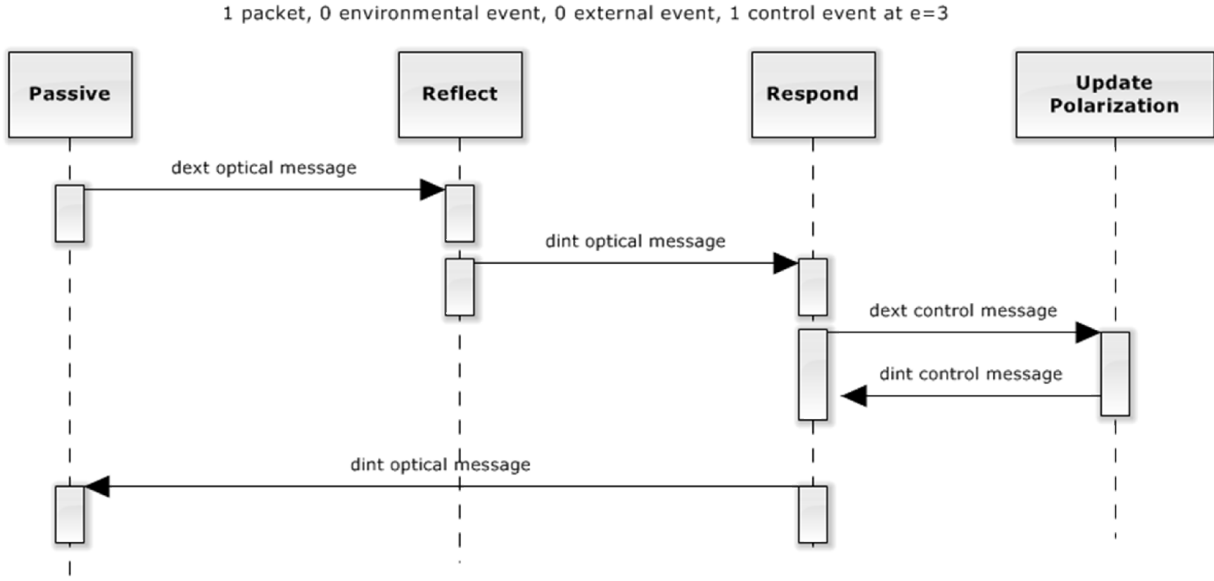 1 packet, 0 environmental event, 0 external event, 1 control event at e=3
Passive
Reflect
Respond
Update
Polarization
dext optical message
dint optical message
dext control message
dint control message
dint optical message